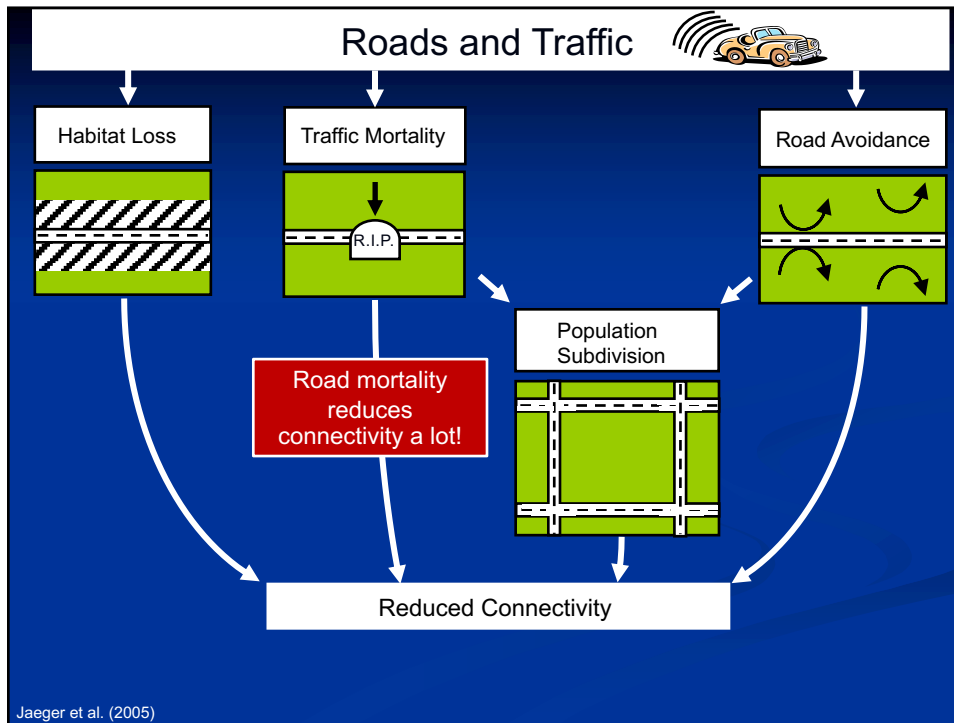 Roads and Traffic
Habitat Loss
Traffic Mortality
Road Avoidance
R.I.P.
Population
Subdivision
Road mortality
reduces
connectivity a lot!
Reduced Connectivity
Jaeger et al. (2005)